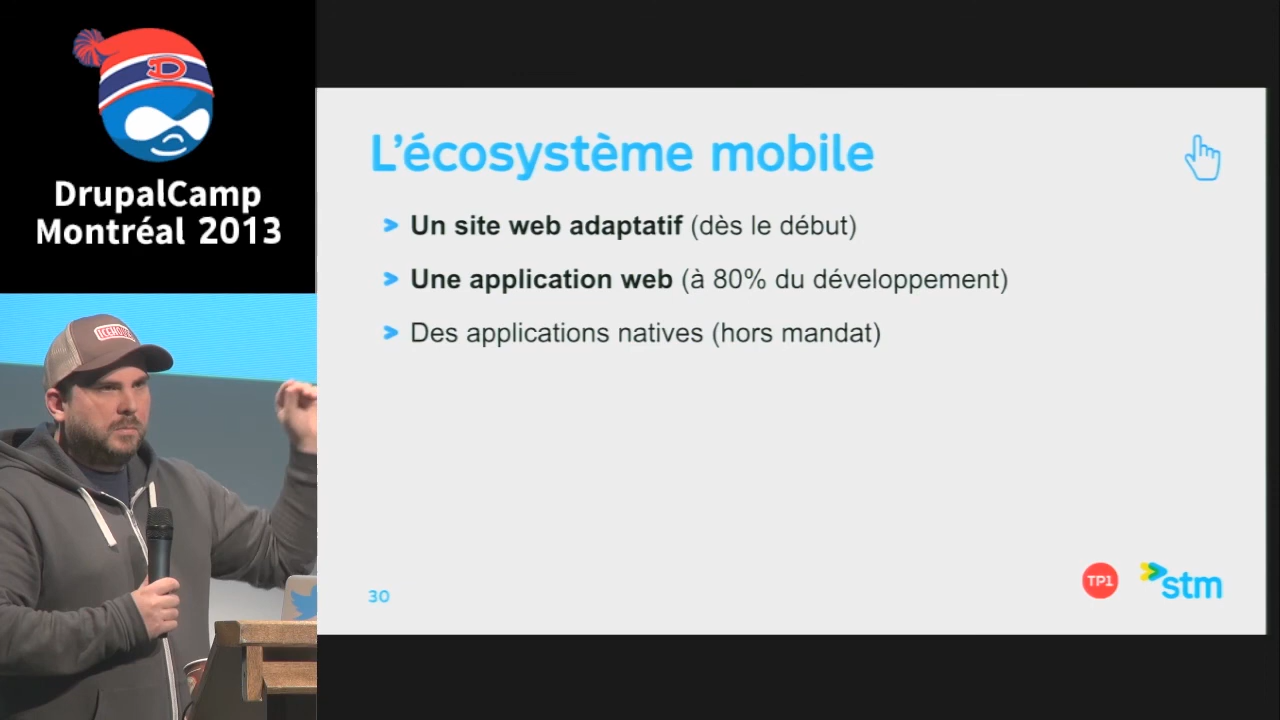 D
DrupalCamp
Montréal 2013
L'écosystème mobile
Un site web adaptatif (dès le début)
Une application web (à 80% du développement)
Des applications natives (hors mandat)
30
TP1
stm